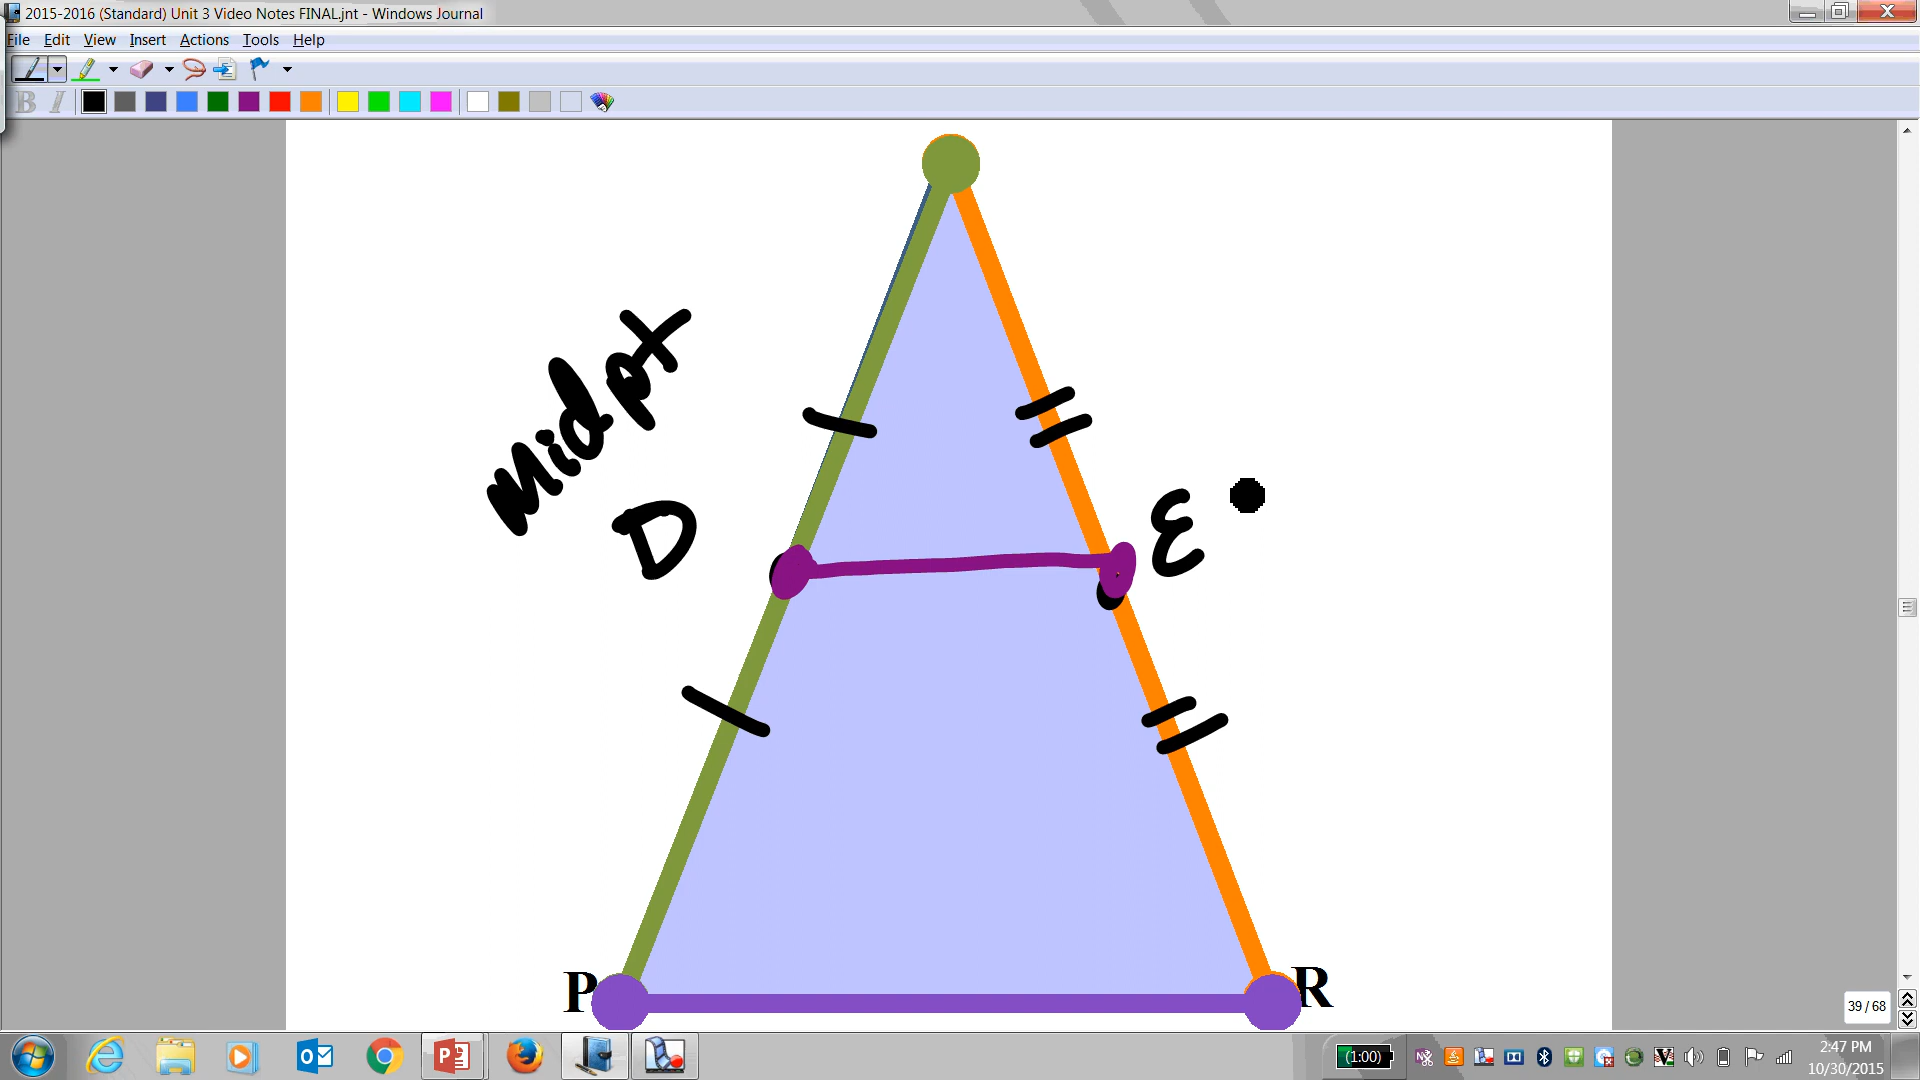 2015-2016 (Standard) Unit 3 Video Notes FINAL.jnt - Windows Journal
File Edit View Insert Actions Tools Help
B I
Midpt
D
E
P
R
39 / 68
(1:00)
2:47 PM
10/30/2015